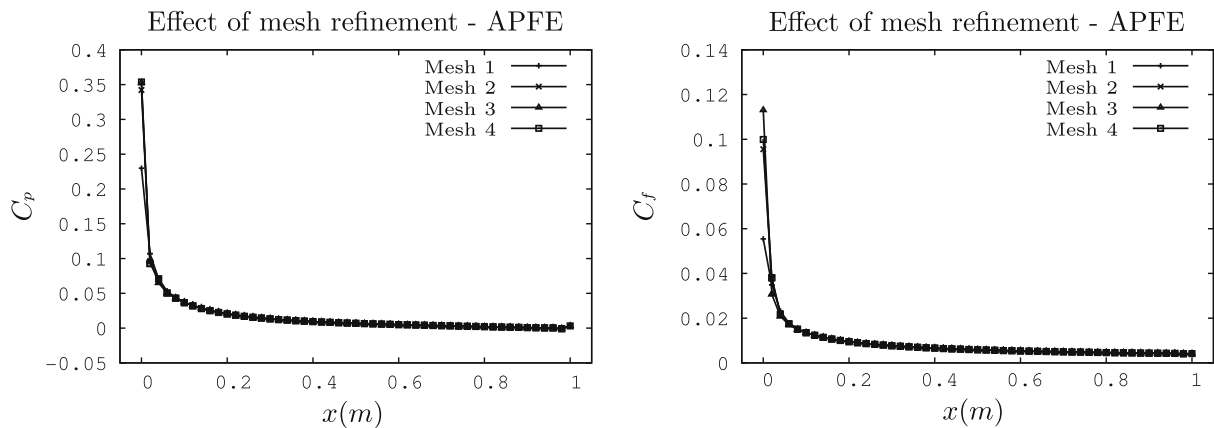 Effect of mesh refinement - APFE
0.4
0.35
0.3
0.25
0.2
0.15
0.1
0.05
0
-0.05
C_p
Mesh 1
Mesh 2
Mesh 3
Mesh 4
0 0.2 0.4 0.6 0.8 1
x(m)
Effect of mesh refinement - APFE
0.14
0.12
0.1
0.08
0.06
0.04
0.02
0
C_f
Mesh 1
Mesh 2
Mesh 3
Mesh 4
0 0.2 0.4 0.6 0.8 1
x(m)